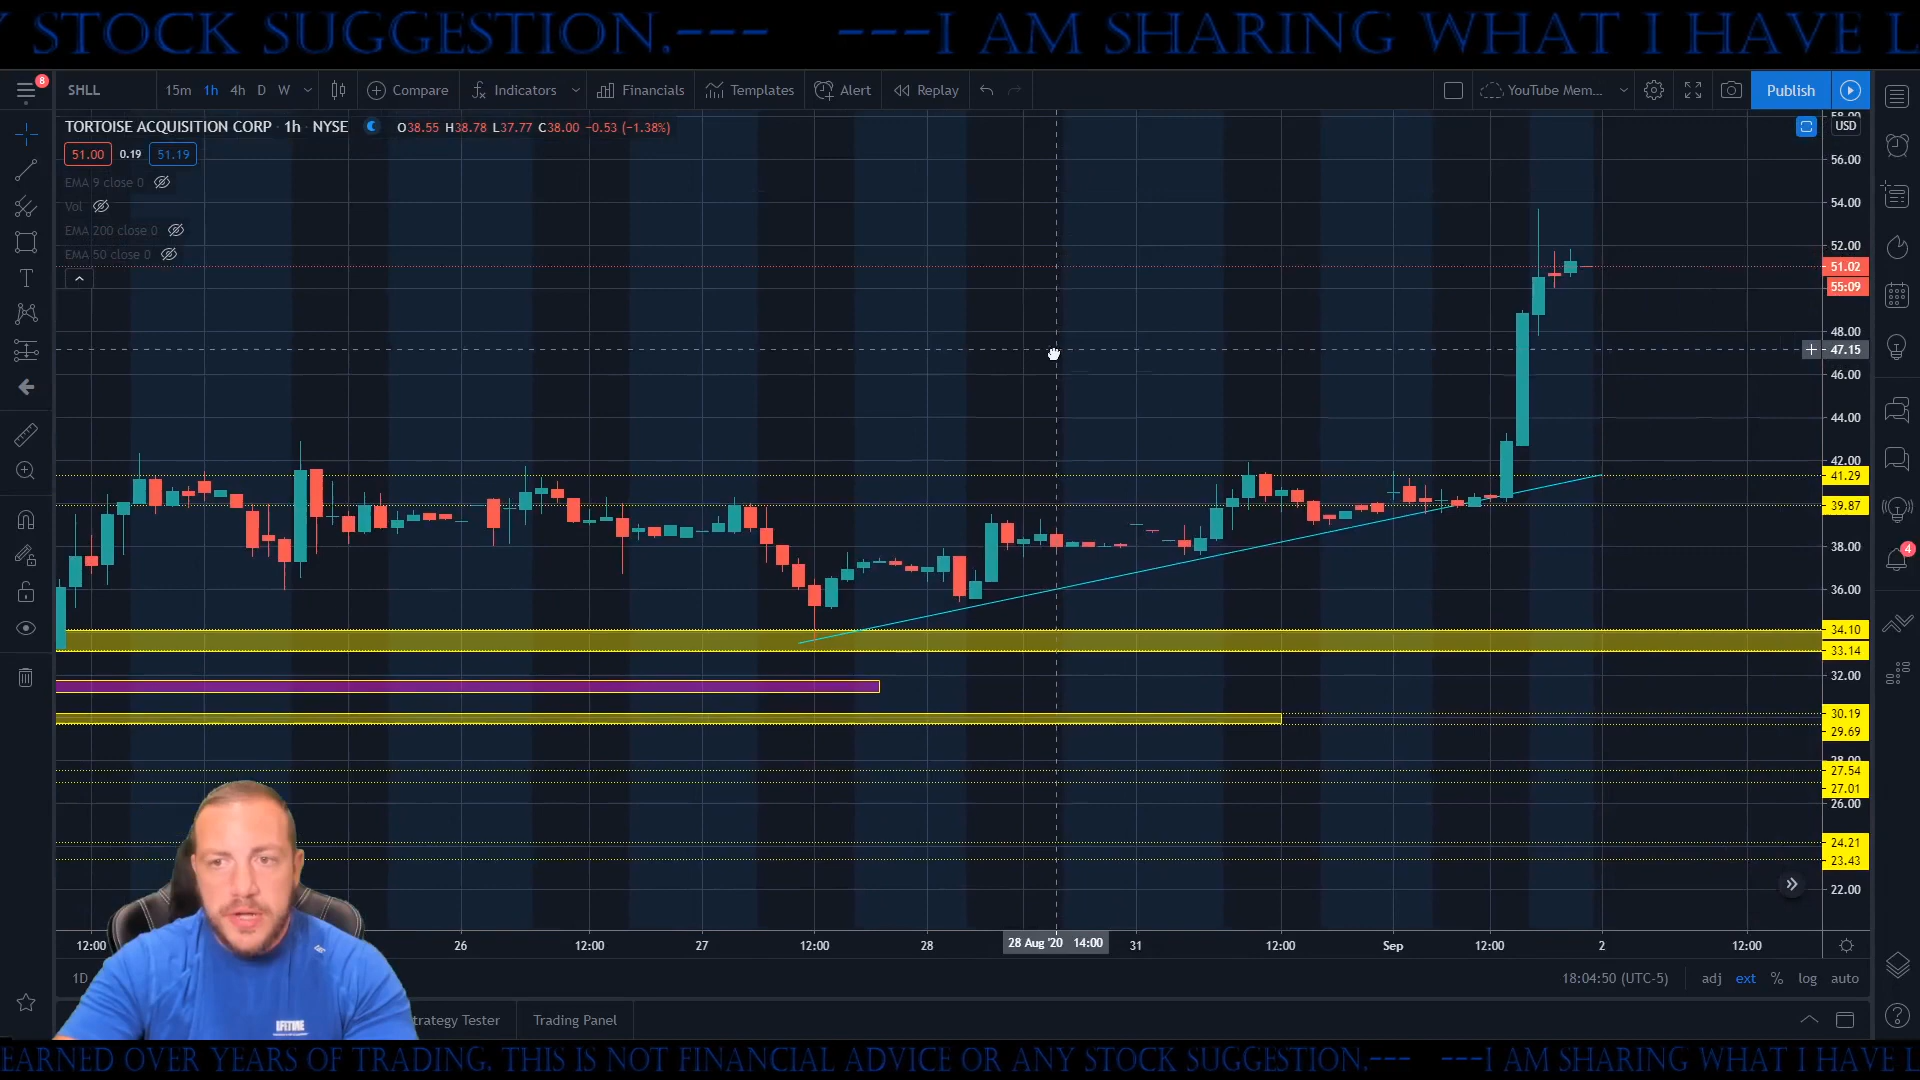 STOCK SUGGESTION.--- ---I AM SHARING WHAT I HAVE L
8
SHLL 15m 1h 4h D W Compare Indicators Financials Templates Alert Replay YouTube Mem... Publish
TORTOISE ACQUISITION CORP · 1h · NYSE O38.55 H38.78 L37.77 C38.00 −0.53 (−1.38%)
USD
51.00 0.19 51.19
EMA 9 close 0
Vol
EMA 200 close 0
EMA 50 close 0
58.00
56.00
54.00
52.00
51.02
55:09
48.00
47.15
46.00
44.00
42.00
41.29
39.87
38.00
36.00
34.10
33.14
32.00
30.19
29.69
28.00
27.54
27.01
26.00
24.21
23.43
22.00
4
12:00 26 12:00 27 12:00 28 28 Aug '20 14:00 31 12:00 Sep 12:00 2 12:00
1D 18:04:50 (UTC-5) adj ext % log auto
trategy Tester Trading Panel
LIFETIME
EARNED OVER YEARS OF TRADING. THIS IS NOT FINANCIAL ADVICE OR ANY STOCK SUGGESTION.--- ---I AM SHARING WHAT I HAVE L